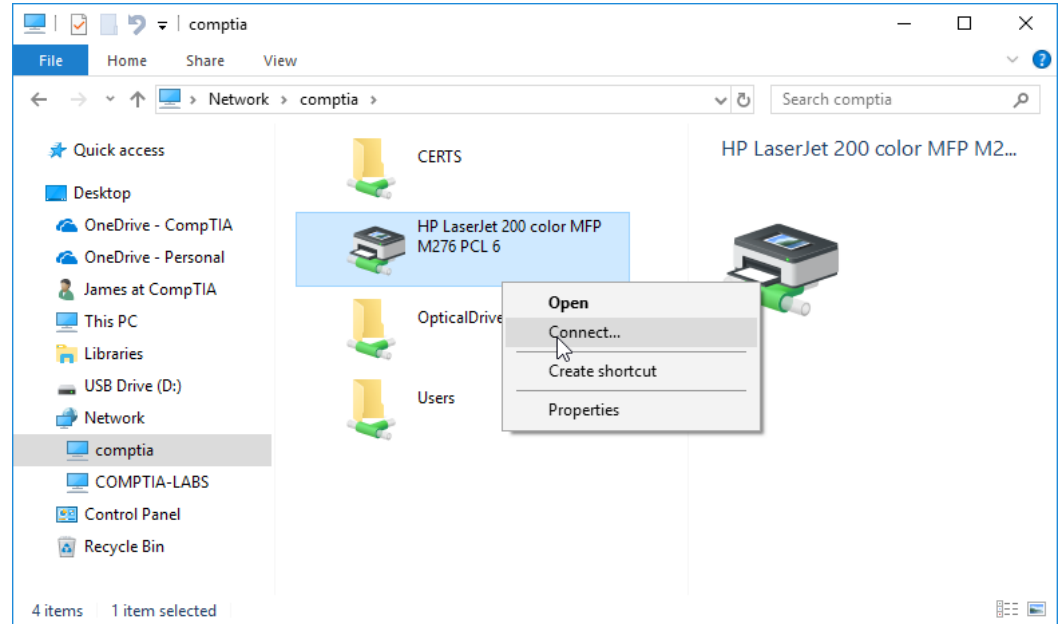 comptia
File Home Share View
Network > comptia >
Search comptia
Quick access
Desktop
OneDrive - CompTIA
OneDrive - Personal
James at CompTIA
This PC
Libraries
USB Drive (D:)
Network
comptia
COMPTIA-LABS
Control Panel
Recycle Bin
CERTS
HP LaserJet 200 color MFP
M276 PCL 6
OpticalDrive
Users
Open
Connect...
Create shortcut
Properties
HP LaserJet 200 color MFP M2...
4 items 1 item selected